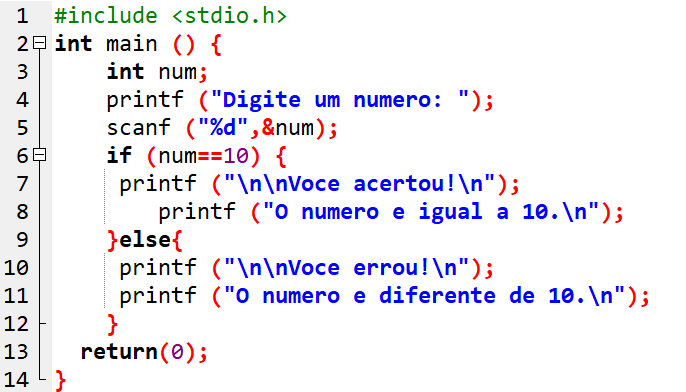 1 #include <stdio.h>
2 int main () {
3 int num;
4 printf ("Digite um numero: ");
5 scanf ("%d",&num);
6 if (num==10) {
7 printf ("\n\nVoce acertou!\n");
8 printf ("O numero e igual a 10.\n");
9 }else{
10 printf ("\n\nVoce errou!\n");
11 printf ("O numero e diferente de 10.\n");
12 }
13 return(0);
14 }